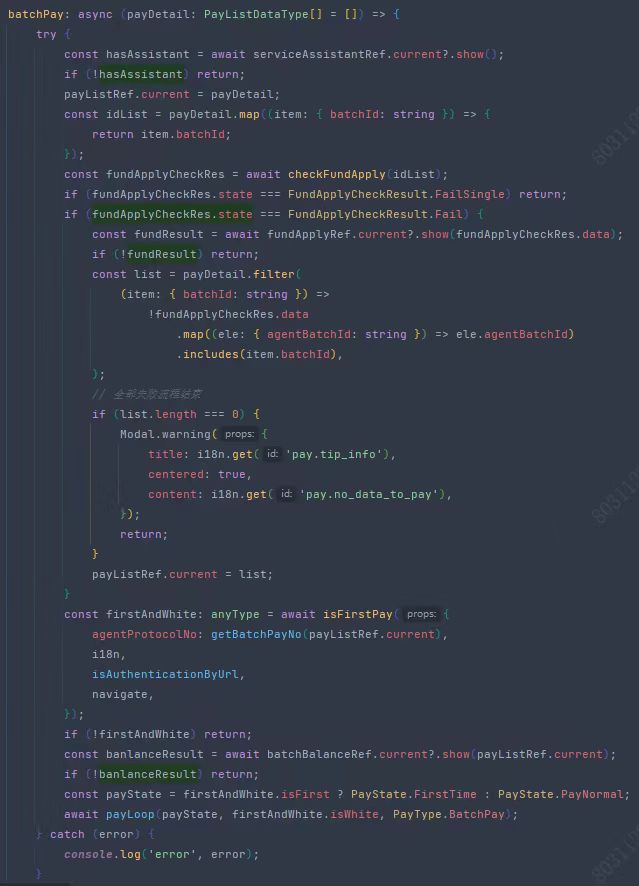 batchPay: async (payDetail: PayListDataType[] = []) => {
try {
const hasAssistant = await serviceAssistantRef.current?.show();
if (!hasAssistant) return;
payListRef.current = payDetail;
const idList = payDetail.map((item: { batchId: string }) => {
return item.batchId;
});
const fundApplyCheckRes = await checkFundApply(idList);
if (fundApplyCheckRes.state === FundApplyCheckResult.FailSingle) return;
if (fundApplyCheckRes.state === FundApplyCheckResult.Fail) {
const fundResult = await fundApplyRef.current?.show(fundApplyCheckRes.data);
if (!fundResult) return;
const list = payDetail.filter(
(item: { batchId: string }) =>
!fundApplyCheckRes.data
.map((ele: { agentBatchId: string }) => ele.agentBatchId)
.includes(item.batchId),
);
// 全部失败流程结束
if (list.length === 0) {
Modal.warning( props: {
title: i18n.get( id: 'pay.tip_info'),
centered: true,
content: i18n.get( id: 'pay.no_data_to_pay'),
});
return;
}
payListRef.current = list;
}
const firstAndWhite: anyType = await isFirstPay( props: {
agentProtocolNo: getBatchPayNo(payListRef.current),
i18n,
isAuthenticationByUrl,
navigate,
});
if (!firstAndWhite) return;
const banlanceResult = await batchBalanceRef.current?.show(payListRef.current);
if (!banlanceResult) return;
const payState = firstAndWhite.isFirst ? PayState.FirstTime : PayState.PayNormal;
await payLoop(payState, firstAndWhite.isWhite, PayType.BatchPay);
} catch (error) {
console.log('error', error);
}